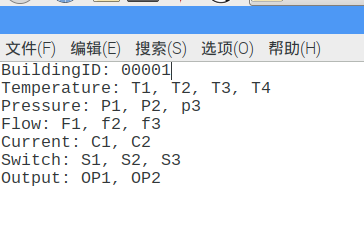 文件(F) 编辑(E) 搜索(S) 选项(O) 帮助(H)
BuildingID: 00001
Temperature: T1, T2, T3, T4
Pressure: P1, P2, p3
Flow: F1, f2, f3
Current: C1, C2
Switch: S1, S2, S3
Output: OP1, OP2